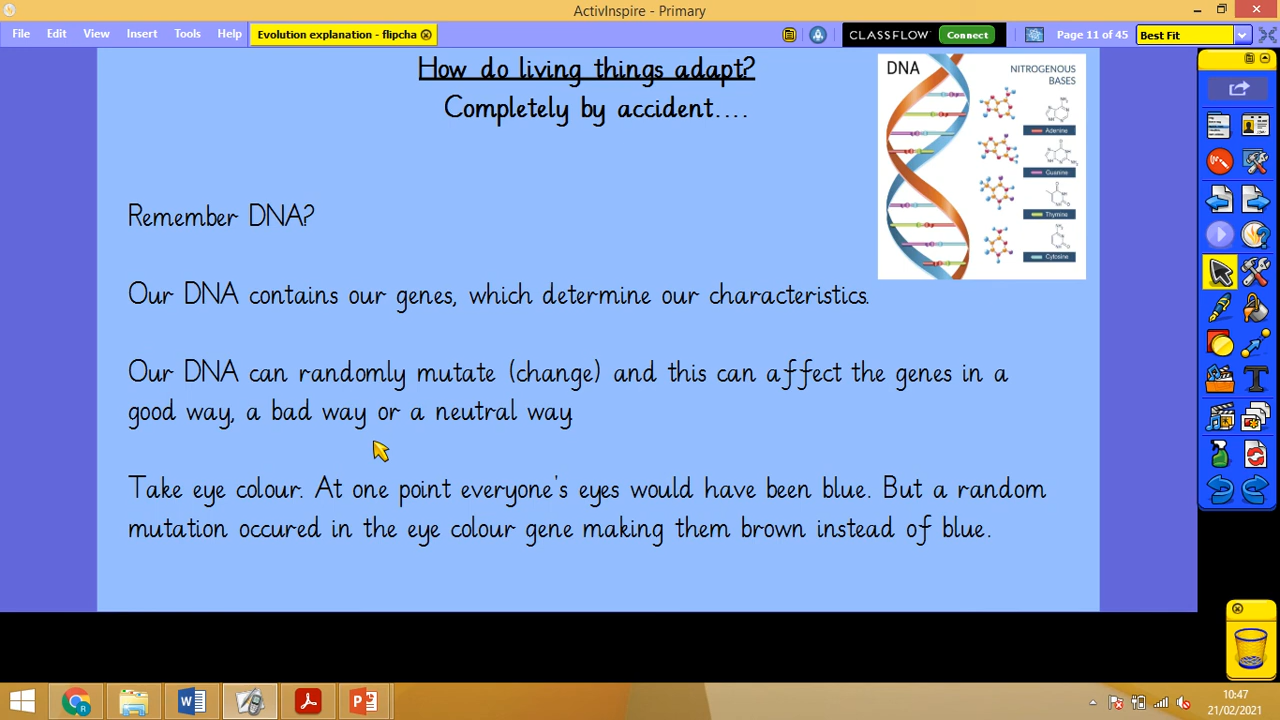 ActivInspire - Primary
File Edit View Insert Tools Help Evolution explanation - flipcha CLASSFLOW Connect Page 11 of 45 Best Fit
How do living things adapt?
Completely by accident....
DNA NITROGENOUS
BASES
Adenine
Guanine
Thymine
Cytosine
Remember DNA?
Our DNA contains our genes, which determine our characteristics.
Our DNA can randomly mutate (change) and this can affect the genes in a
good way, a bad way or a neutral way
Take eye colour. At one point everyone's eyes would have been blue. But a random
mutation occured in the eye colour gene making them brown instead of blue.
10:47
21/02/2021